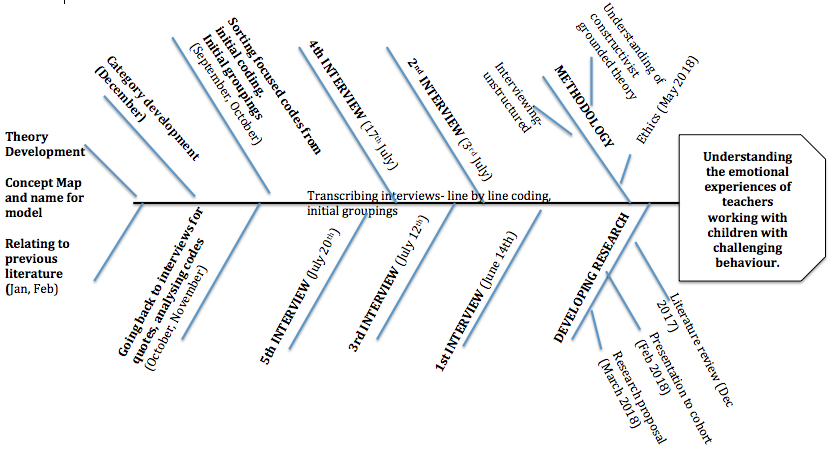 Theory
Development
Concept Map
and name for
model
Relating to
previous
literature
(Jan, Feb)
Category development
(December)
Sorting focused codes from
initial coding.
Initial groupings
(September, October)
4th INTERVIEW (17th July)
2nd INTERVIEW (3rd July)
Interviewing-
unstructured
METHODOLOGY
Understanding of
constructivist
grounded theory
Ethics (May 2018)
Transcribing interviews- line by line coding,
initial groupings
Going back to interviews for
quotes, analysing codes
(October, November)
5th INTERVIEW (July 20th)
3rd INTERVIEW (July 12th)
1st INTERVIEW (June 14th)
DEVELOPING RESEARCH
Literature review (Dec
2017)
Presentation to cohort
(Feb 2018)
Research proposal
(March 2018)
Understanding
the emotional
experiences of
teachers
working with
children with
challenging
behaviour.